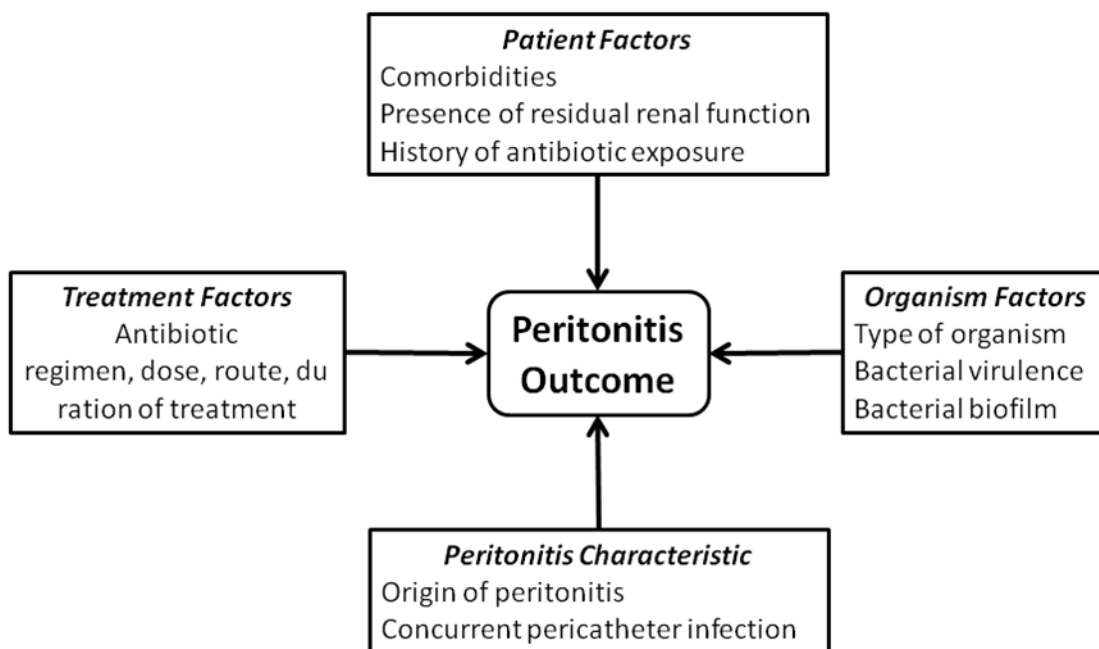 Patient Factors
Comorbidities
Presence of residual renal function
History of antibiotic exposure
Treatment Factors
Antibiotic
regimen, dose, route, du
ration of treatment
Peritonitis
Outcome
Organism Factors
Type of organism
Bacterial virulence
Bacterial biofilm
Peritonitis Characteristic
Origin of peritonitis
Concurrent pericatheter infection